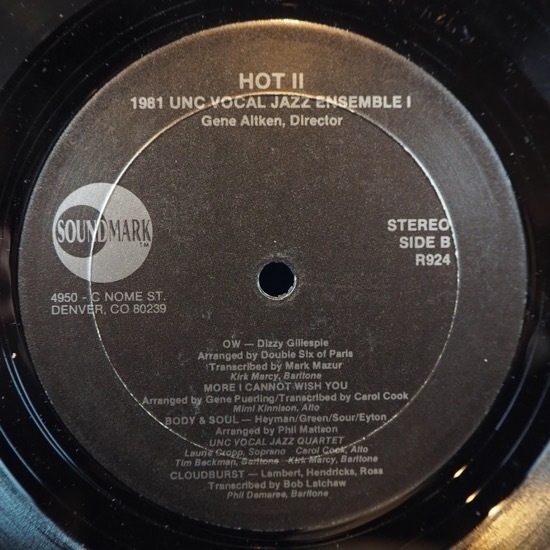 HOT II
1981 UNC VOCAL JAZZ ENSEMBLE I
Gene Aitken, Director
SOUNDMARK
TM
4950 - C NOME ST.
DENVER, CO 80239
STEREO
SIDE B
R924
OW — Dizzy Gillespie
Arranged by Double Six of Paris
Transcribed by Mark Mazur
Kirk Marcy, Baritone
MORE I CANNOT WISH YOU
Arranged by Gene Puerling/Transcribed by Carol Cook
Mimi Kinnison, Alto
BODY & SOUL — Heyman/Green/Sour/Eyton
Arranged by Phil Mattson
UNC VOCAL JAZZ QUARTET
Laurie Cropp, Soprano Carol Cook, Alto
Tim Beckman, Baritone Kirk Marcy, Baritone
CLOUDBURST — Lambert, Hendricks, Ross
Transcribed by Bob Latchaw
Phil Demaree, Baritone